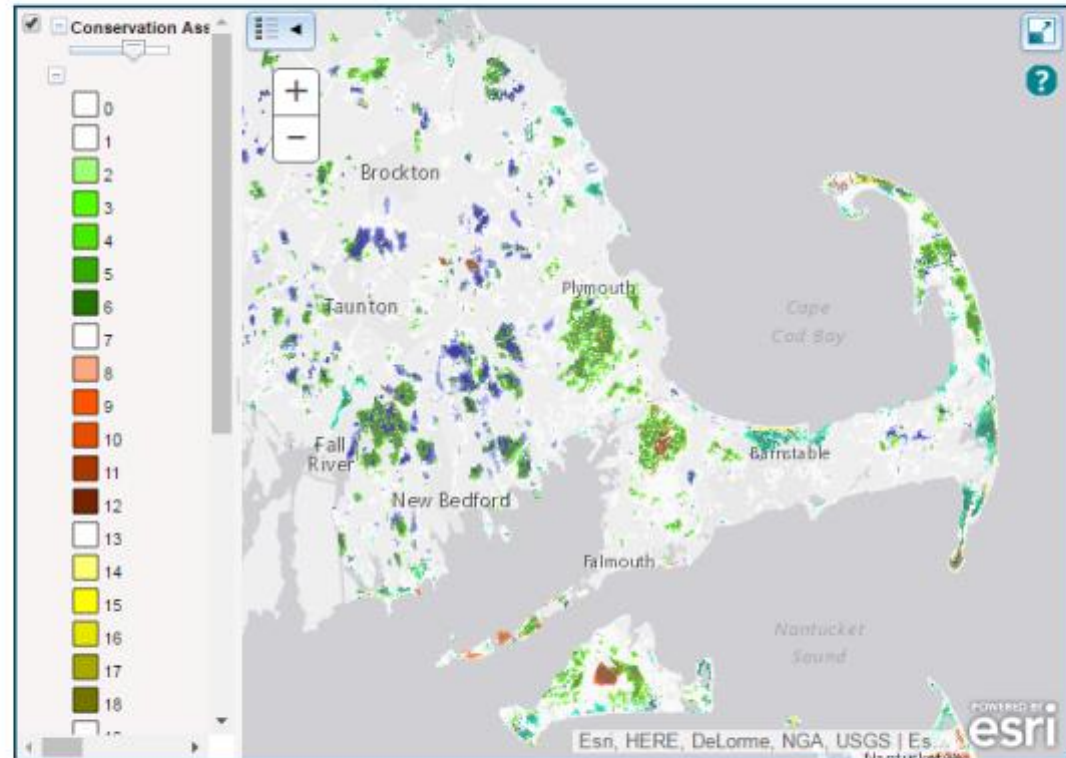 Conservation Ass
0
1
2
3
4
5
6
7
8
9
10
11
12
13
14
15
16
17
18
+
−
?
Brockton
Taunton
Plymouth
Cape
Cod Bay
Fall
River
New Bedford
Barnstable
Falmouth
Nantucket
Sound
POWERED BY
esri
Esri, HERE, DeLorme, NGA, USGS | Es...